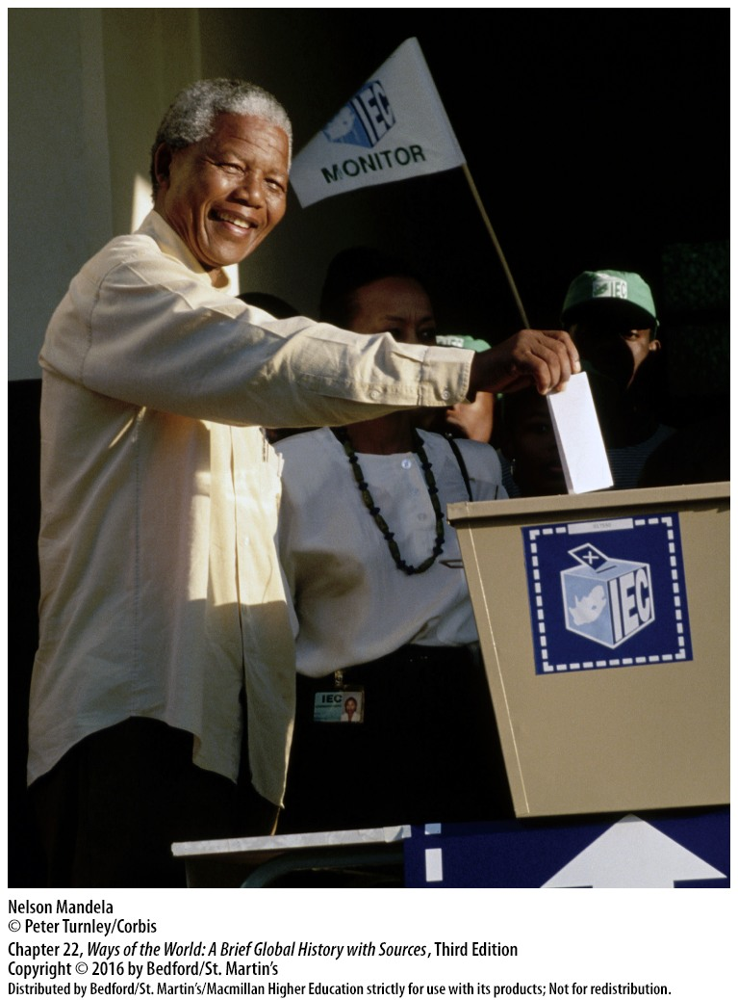 IEC
MONITOR
IEC
IEC
IEC
Nelson Mandela
© Peter Turnley/Corbis
Chapter 22, Ways of the World: A Brief Global History with Sources, Third Edition
Copyright © 2016 by Bedford/St. Martin’s
Distributed by Bedford/St. Martin’s/Macmillan Higher Education strictly for use with its products; Not for redistribution.